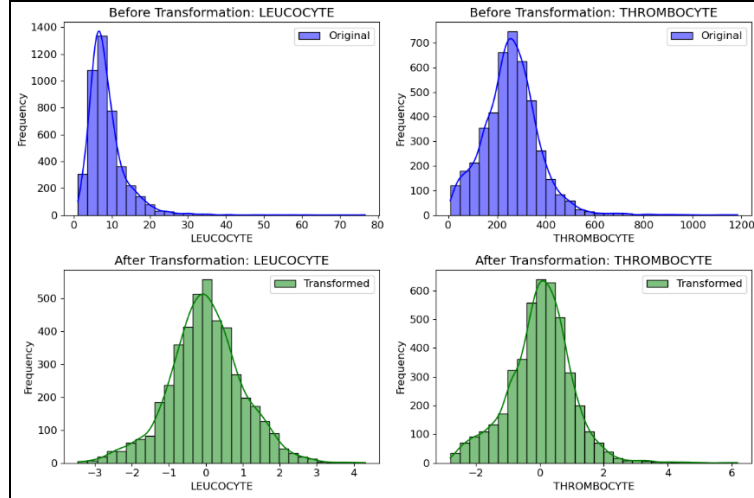 Before Transformation: LEUCOCYTE
Original
Frequency
1400
1200
1000
800
600
400
200
0
0 10 20 30 40 50 60 70 80
LEUCOCYTE
Before Transformation: THROMBOCYTE
Original
Frequency
700
600
500
400
300
200
100
0
0 200 400 600 800 1000 1200
THROMBOCYTE
After Transformation: LEUCOCYTE
Transformed
Frequency
500
400
300
200
100
0
−3 −2 −1 0 1 2 3 4
LEUCOCYTE
After Transformation: THROMBOCYTE
Transformed
Frequency
600
500
400
300
200
100
0
−2 0 2 4 6
THROMBOCYTE